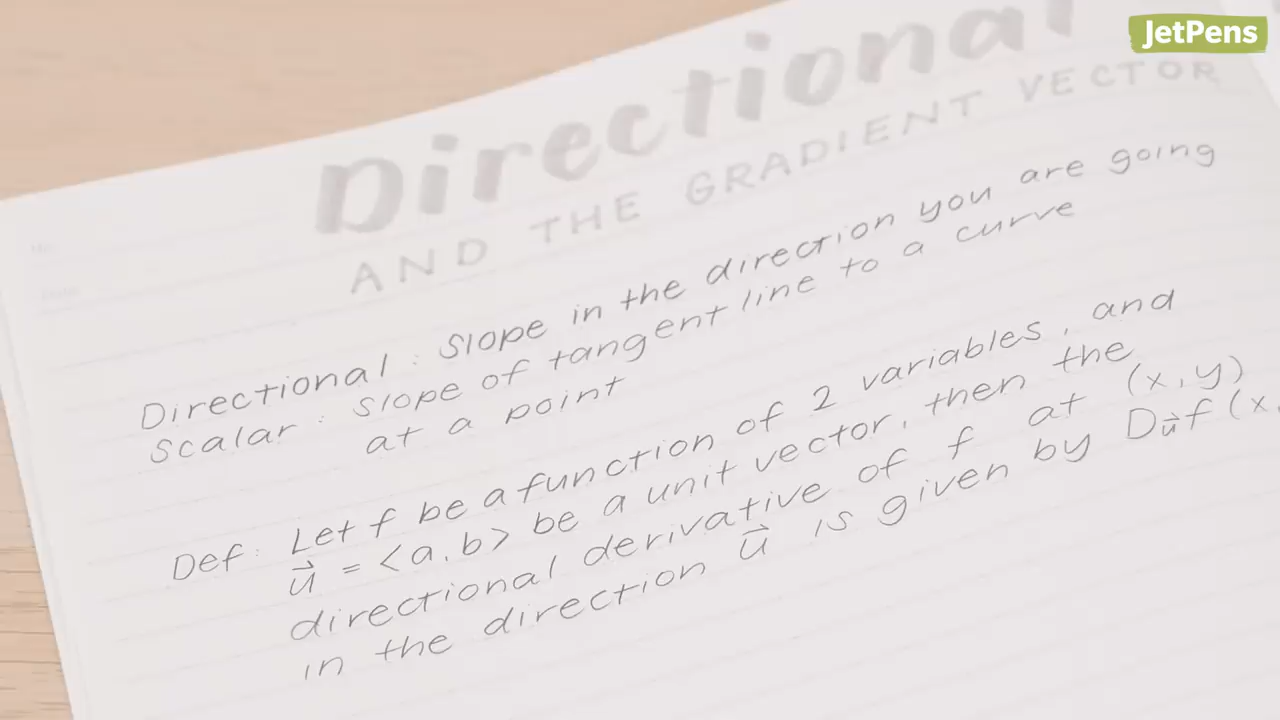 JetPens
Directional
AND THE GRADIENT VECTOR
Directional : Slope in the direction you are going
Scalar : Slope of tangent line to a curve
at a point
Def : Let f be a function of 2 variables, and
u⃗ = <a,b> be a unit vector, then the
directional derivative of f at (x,y)
in the direction u⃗ is given by Du⃗f(x,